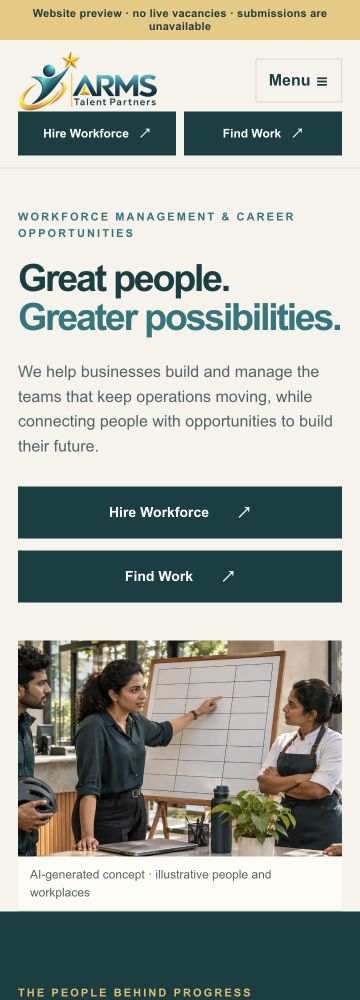 Website preview · no live vacancies · submissions are
unavailable
ARMS
Talent Partners
Menu ≡
Hire Workforce ↗
Find Work ↗
WORKFORCE MANAGEMENT & CAREER
OPPORTUNITIES
Great people.
Greater possibilities.
We help businesses build and manage the
teams that keep operations moving, while
connecting people with opportunities to build
their future.
Hire Workforce ↗
Find Work ↗
AI-generated concept · illustrative people and
workplaces
THE PEOPLE BEHIND PROGRESS